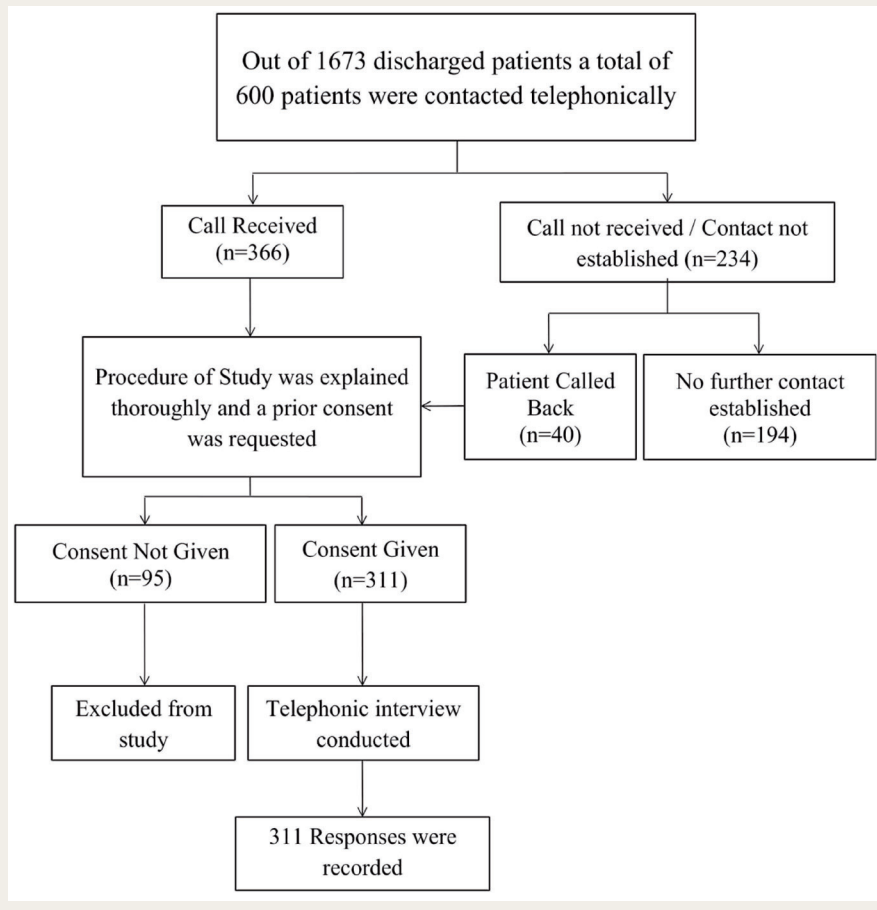 Out of 1673 discharged patients a total of
600 patients were contacted telephonically
Call Received
(n=366)
Call not received / Contact not
established (n=234)
Procedure of Study was explained
thoroughly and a prior consent
was requested
Patient Called
Back
(n=40)
No further contact
established
(n=194)
Consent Not Given
(n=95)
Consent Given
(n=311)
Excluded from
study
Telephonic interview
conducted
311 Responses were
recorded